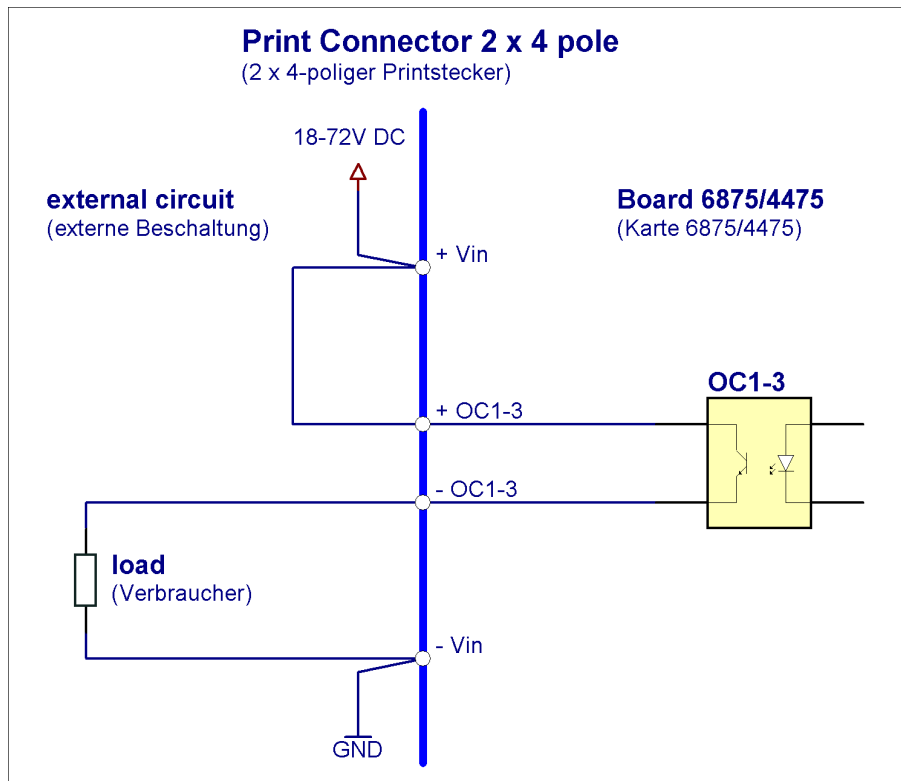 Print Connector 2 x 4 pole
(2 x 4-poliger Printstecker)
18-72V DC
external circuit
(externe Beschaltung)
Board 6875/4475
(Karte 6875/4475)
+ Vin
OC1-3
+ OC1-3
- OC1-3
load
(Verbraucher)
- Vin
GND